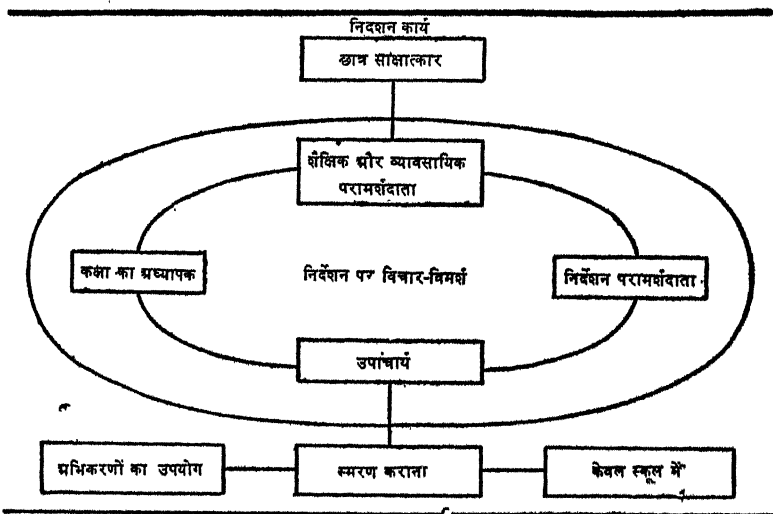 निदशन कार्य
छात्र साक्षात्कार
शैक्षिक और व्यावसायिक
परामर्शदाता
कक्षा का अध्यापक
निर्देशन पर विचार-विमर्श
निर्देशन परामर्शदाता
उपाचार्य
अभिकरणों का उपयोग
स्मरण कराना
केवल स्कूल में